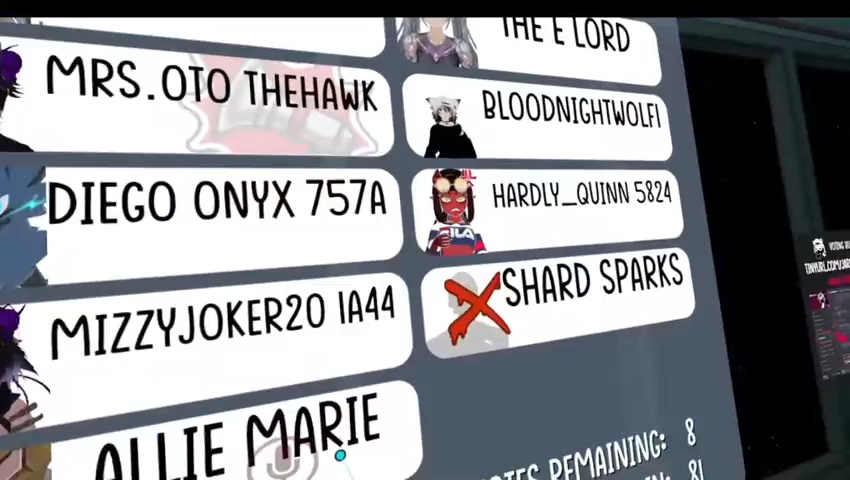 THE E LORD
MRS.OTO THEHAWK
BLOODNIGHTWOLF1
DIEGO ONYX 757A
HARDLY_QUINN 5824
MIZZYJOKER20 1A44
SHARD SPARKS
ALLIE MARIE
REMAINING: 8
81